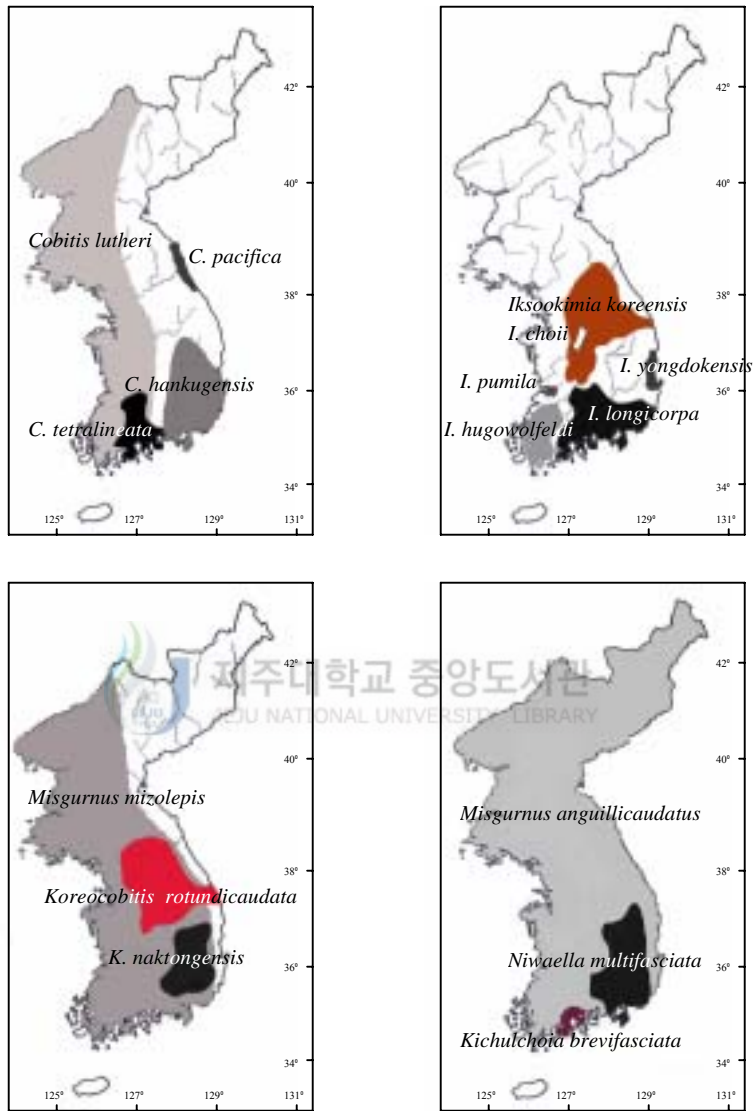 42°
40°
Cobitis lutheri
C. pacifica
38°
C. hankugensis
36°
C. tetralineata
34°
125° 127° 129° 131°
42°
40°
38°
Iksookimia koreensis
I. choii
I. yongdokensis
I. pumila
36°
I. longicorpa
I. hugowolfeldi
34°
125° 127° 129° 131°
42°
40°
Misgurnus mizolepis
38°
Koreocobitis rotundicaudata
K. naktongensis
36°
34°
125° 127° 129° 131°
42°
40°
Misgurnus anguillicaudatus
38°
Niwaella multifasciata
36°
Kichulchoia brevifasciata
34°
125° 127° 129° 131°
제주대학교 중앙도서관
JEJU NATIONAL UNIVERSITY LIBRARY